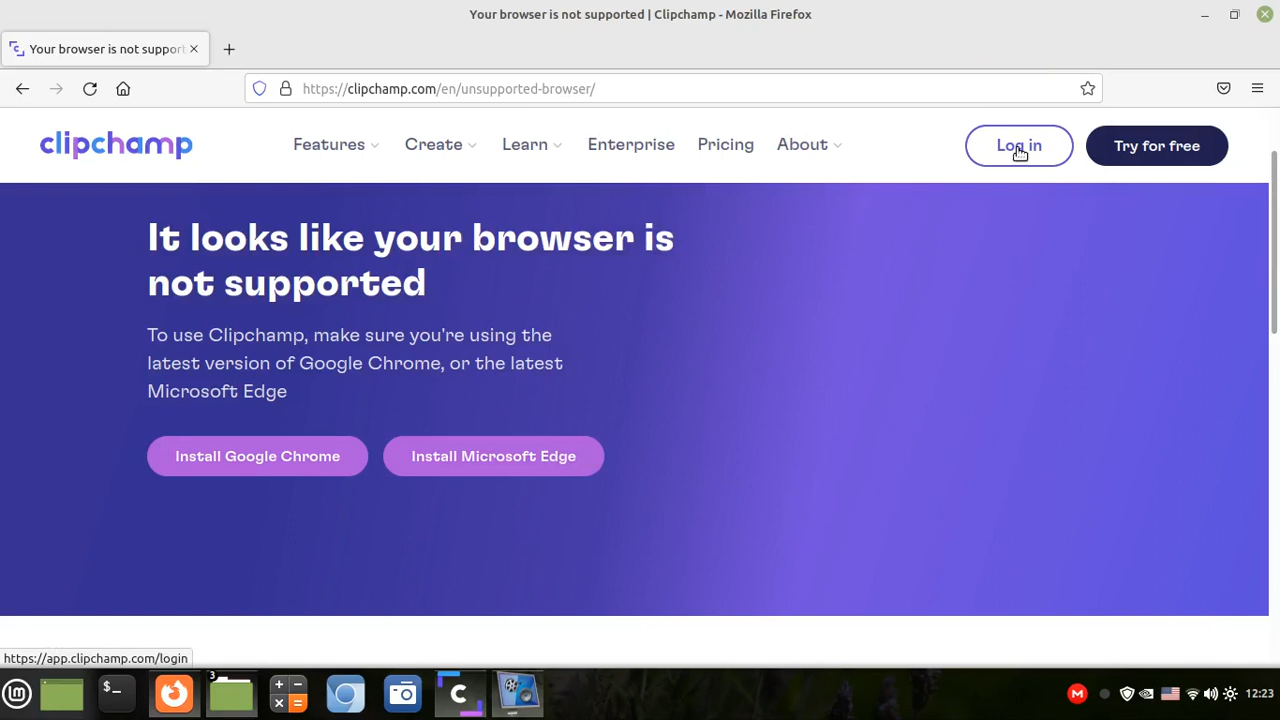 Your browser is not supported | Clipchamp - Mozilla Firefox
Your browser is not support
https://clipchamp.com/en/unsupported-browser/
clipchamp
Features
Create
Learn
Enterprise
Pricing
About
Log in
Try for free
It looks like your browser is
not supported
To use Clipchamp, make sure you're using the
latest version of Google Chrome, or the latest
Microsoft Edge
Install Google Chrome
Install Microsoft Edge
https://app.clipchamp.com/login
3
12:23